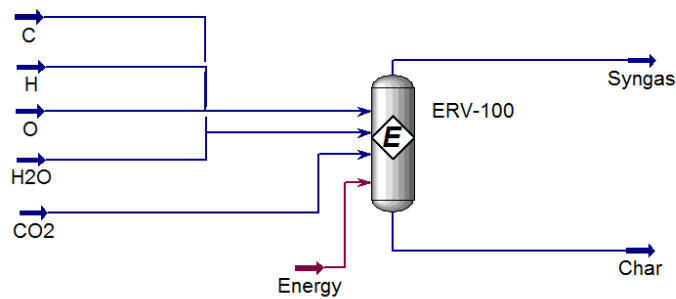 C
H
O
H2O
CO2
Energy
E
ERV-100
Syngas
Char